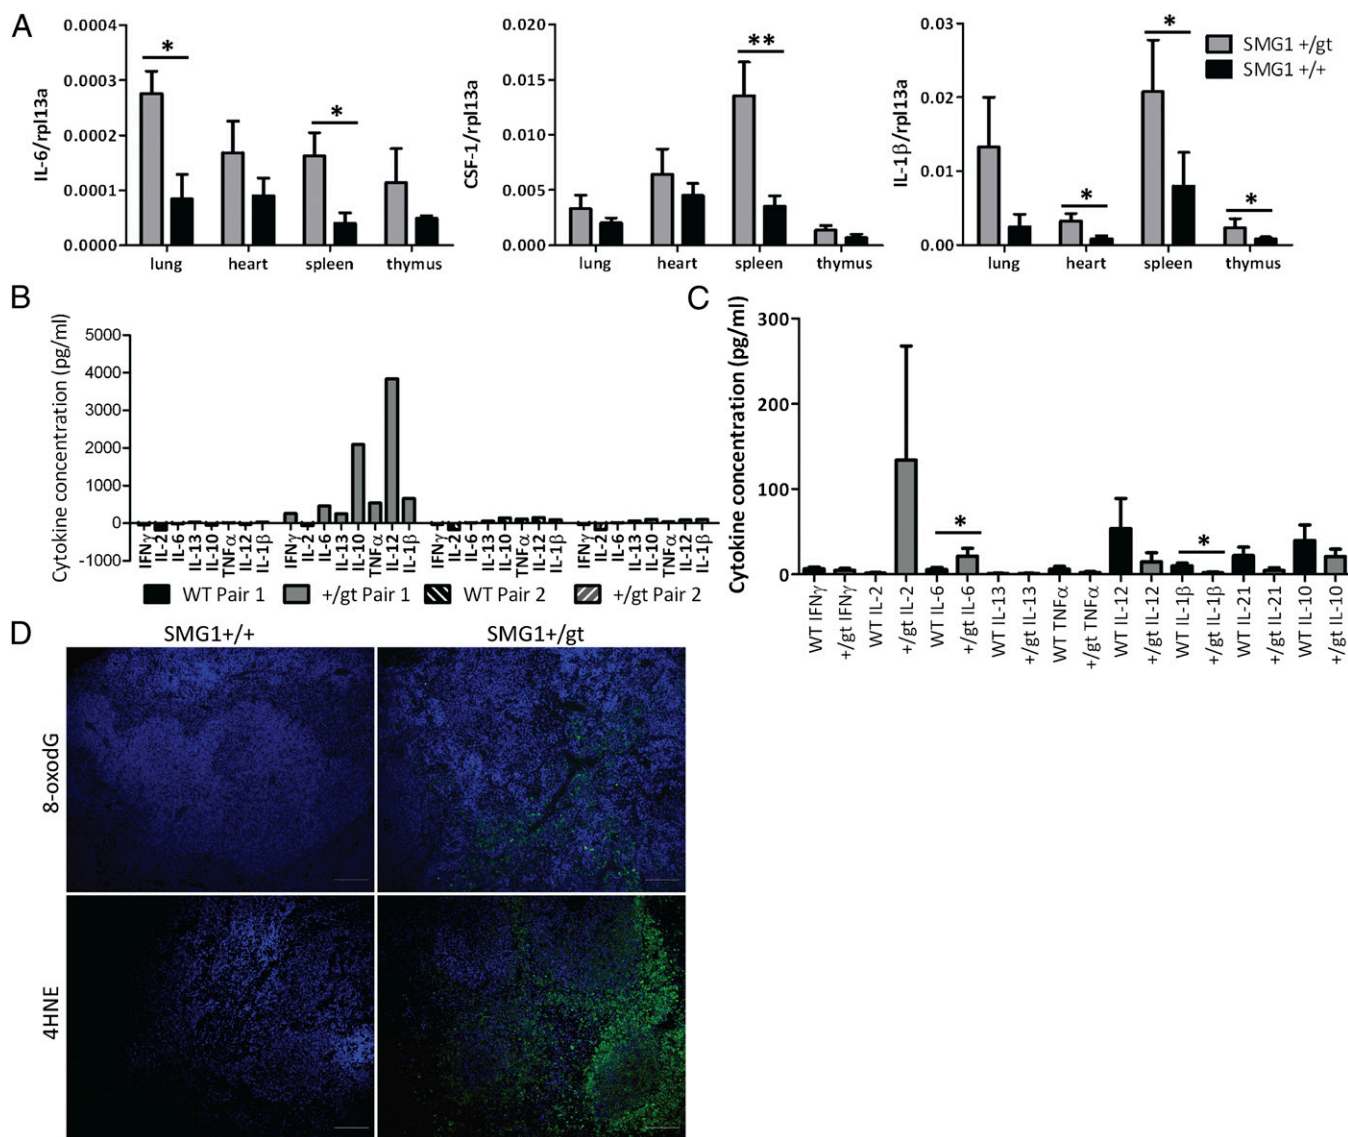 A
0.0004
0.0003
0.0002
0.0001
0.0000
IL-6/rpl13a
*
*
lung heart spleen thymus
0.020
0.015
0.010
0.005
0.000
CSF-1/rpl13a
**
lung heart spleen thymus
0.03
0.02
0.01
0.00
IL-1β/rpl13a
*
*
*
lung heart spleen thymus
SMG1 +/gt
SMG1 +/+
B
Cytokine concentration (pg/ml)
5000
4000
3000
2000
1000
0
-1000
IFNγ IL-2 IL-6 IL-13 IL-10 TNFα IL-12 IL-1β IFNγ IL-2 IL-6 IL-13 IL-10 TNFα IL-12 IL-1β IFNγ IL-2 IL-6 IL-13 IL-10 TNFα IL-12 IL-1β IFNγ IL-2 IL-6 IL-13 IL-10 TNFα IL-12 IL-1β
WT Pair 1 +/gt Pair 1 WT Pair 2 +/gt Pair 2
C
Cytokine concentration (pg/ml)
300
200
100
0
*
*
WT IFNγ
+/gt IFNγ
WT IL-2
+/gt IL-2
WT IL-6
+/gt IL-6
WT IL-13
+/gt IL-13
WT TNFα
+/gt TNFα
WT IL-12
+/gt IL-12
WT IL-1β
+/gt IL-1β
WT IL-21
+/gt IL-21
WT IL-10
+/gt IL-10
D
SMG1+/+ SMG1+/gt
8-oxodG
4HNE